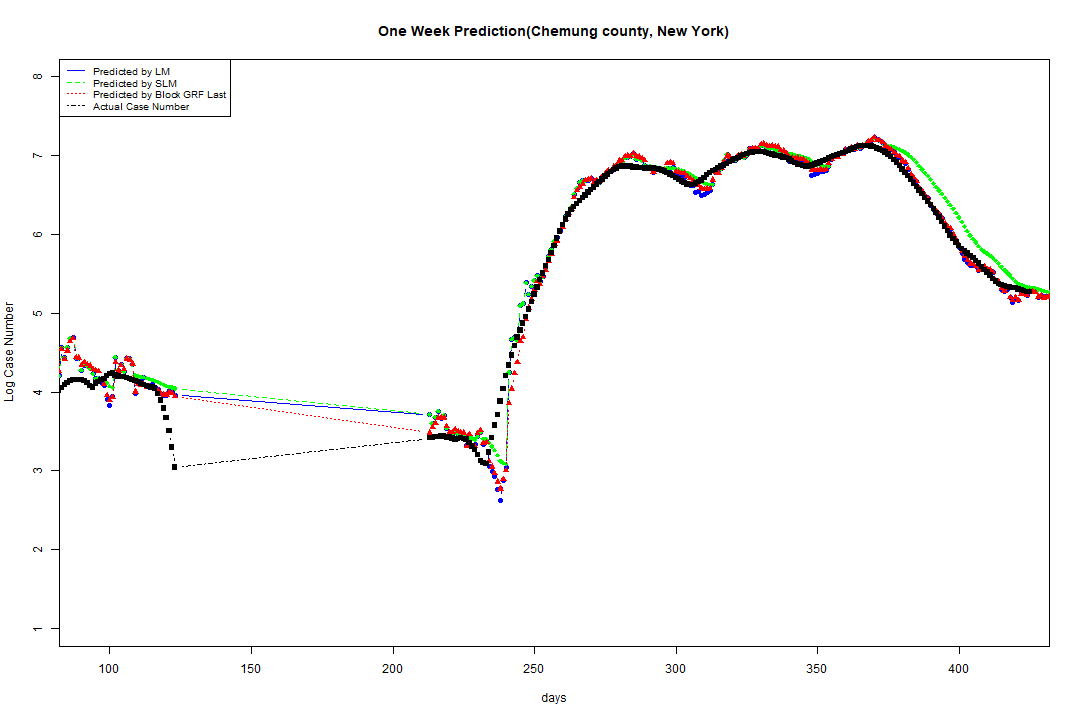 One Week Prediction(Chemung county, New York)
Predicted by LM
Predicted by SLM
Predicted by Block GRF Last
Actual Case Number
8
7
6
5
4
3
2
1
Log Case Number
100 150 200 250 300 350 400
days